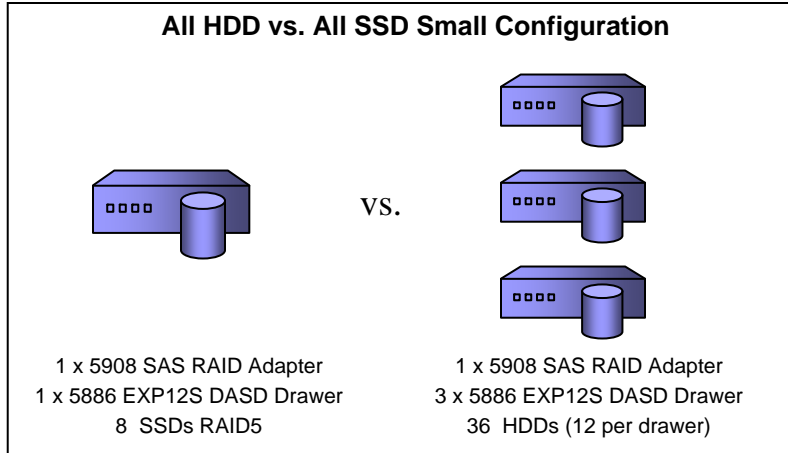 All HDD vs. All SSD Small Configuration
vs.
1 x 5908 SAS RAID Adapter
1 x 5886 EXP12S DASD Drawer
8 SSDs RAID5
1 x 5908 SAS RAID Adapter
3 x 5886 EXP12S DASD Drawer
36 HDDs (12 per drawer)